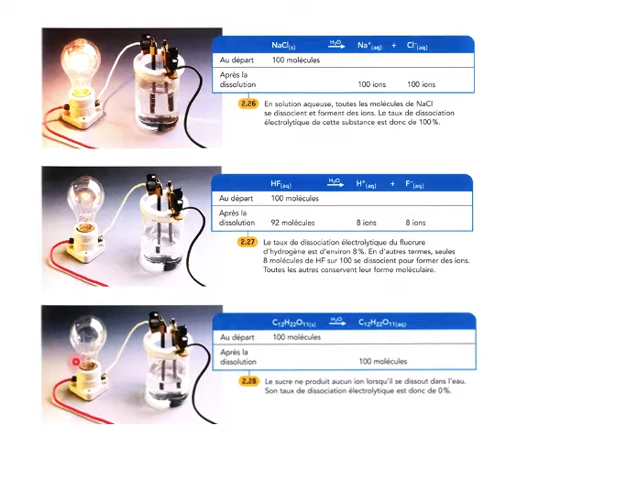 NaCl(s) H₂O Na⁺(aq) + Cl⁻(aq)
Au départ 100 molécules
Après la
dissolution 100 ions 100 ions
2.26 En solution aqueuse, toutes les molécules de NaCl
se dissocient et forment des ions. Le taux de dissociation
électrolytique de cette substance est donc de 100%.
HF(aq) H₂O H⁺(aq) + F⁻(aq)
Au départ 100 molécules
Après la
dissolution 92 molécules 8 ions 8 ions
2.27 Le taux de dissociation électrolytique du fluorure
d'hydrogène est d'environ 8%. En d'autres termes, seules
8 molécules de HF sur 100 se dissocient pour former des ions.
Toutes les autres conservent leur forme moléculaire.
C₁₂H₂₂O₁₁(s) H₂O C₁₂H₂₂O₁₁(aq)
Au départ 100 molécules
Après la
dissolution 100 molécules
2.28 Le sucre ne produit aucun ion lorsqu'il se dissout dans l'eau.
Son taux de dissociation électrolytique est donc de 0%.